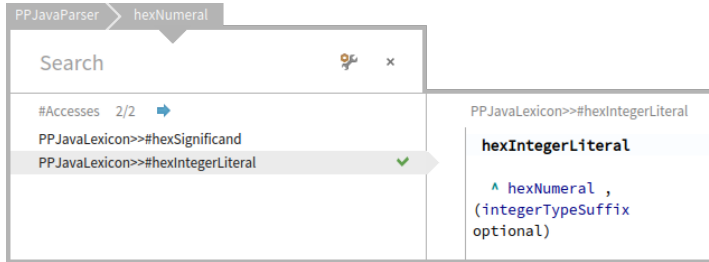 PPJavaParser hexNumeral
Search ×
#Accesses 2/2
PPJavaLexicon>>#hexSignificand
PPJavaLexicon>>#hexIntegerLiteral
PPJavaLexicon>>#hexIntegerLiteral
hexIntegerLiteral
^ hexNumeral ,
(integerTypeSuffix
optional)